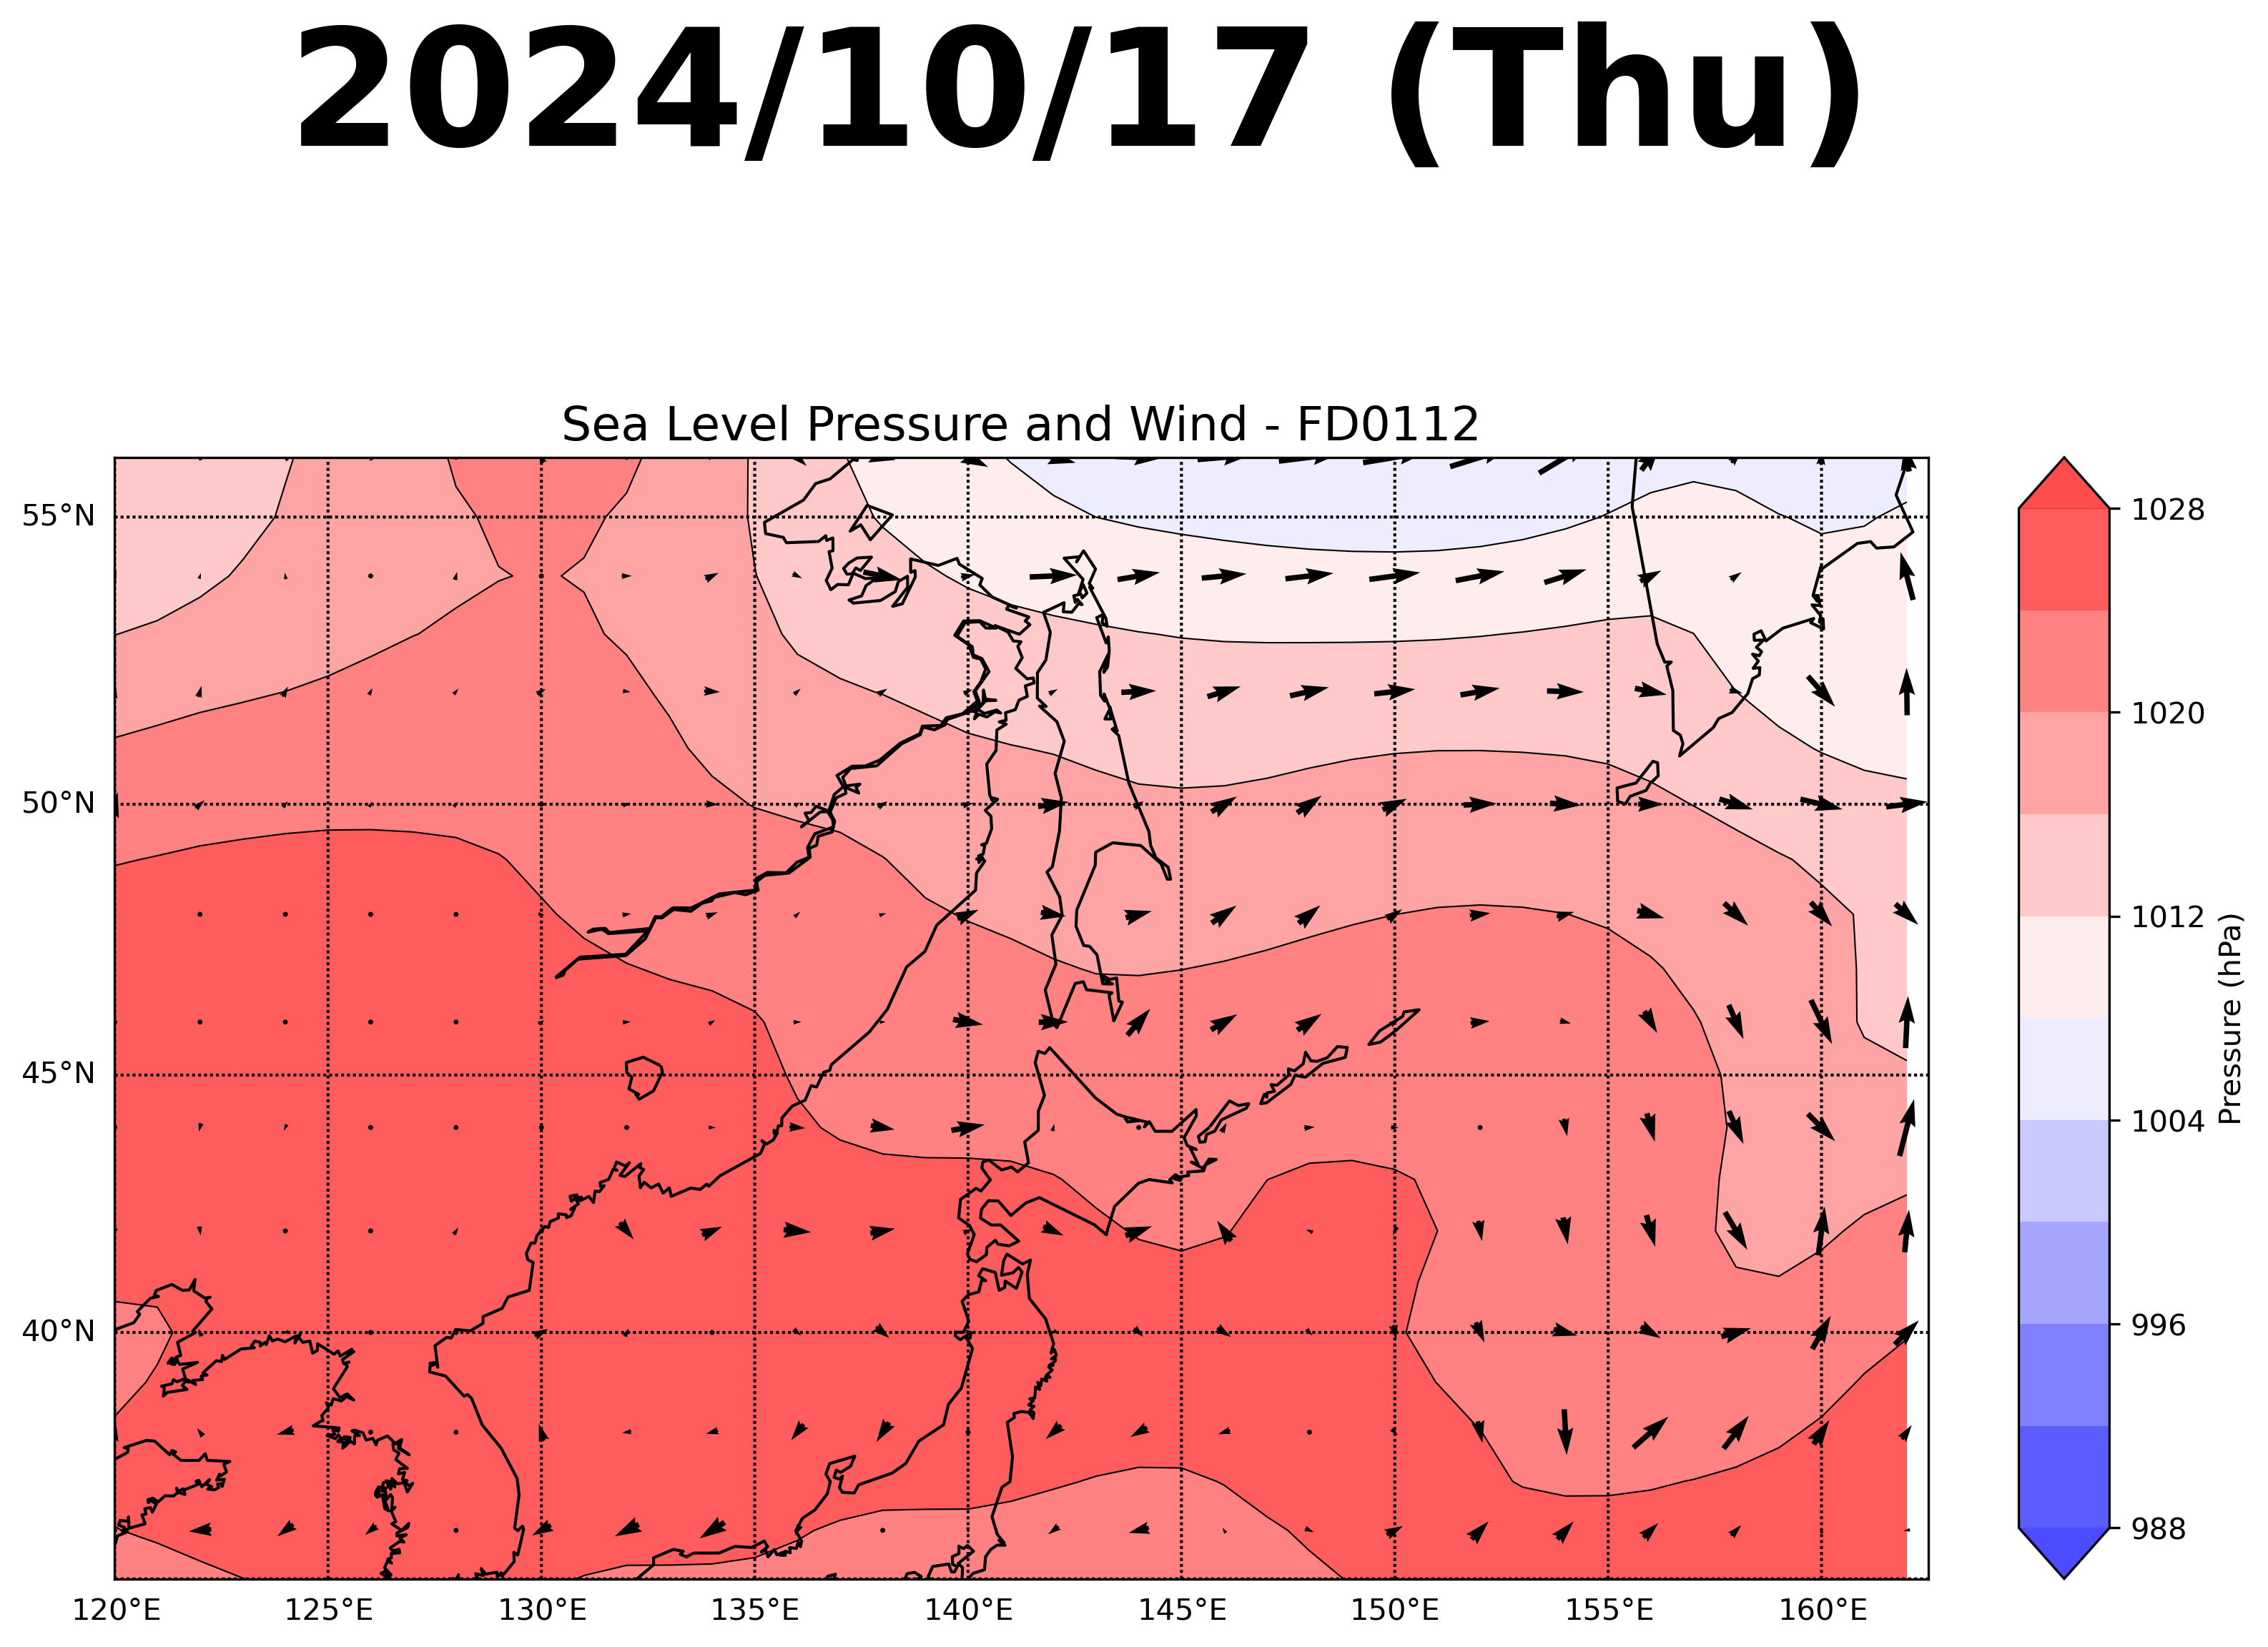 2024/10/17 (Thu)
Sea Level Pressure and Wind - FD0112
55°N
50°N
45°N
40°N
120°E 125°E 130°E 135°E 140°E 145°E 150°E 155°E 160°E
1028
1020
1012
1004
996
988
Pressure (hPa)